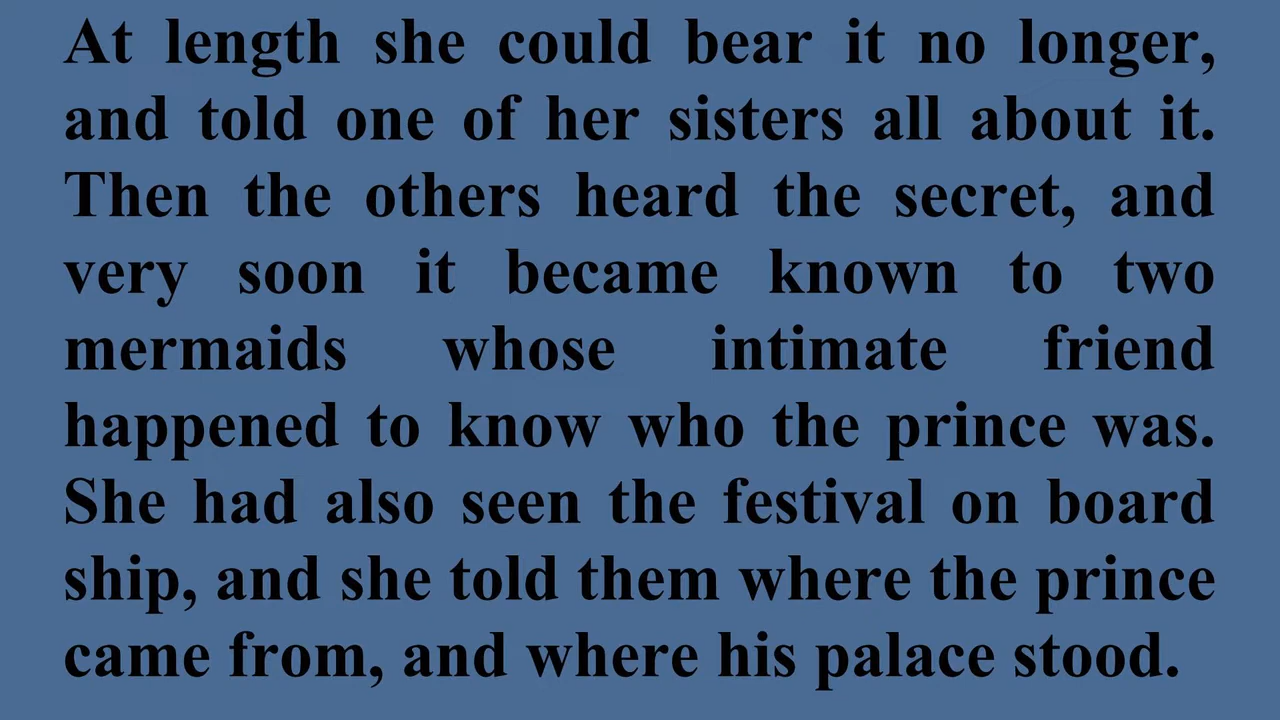 At length she could bear it no longer,
and told one of her sisters all about it.
Then the others heard the secret, and
very soon it became known to two
mermaids whose intimate friend
happened to know who the prince was.
She had also seen the festival on board
ship, and she told them where the prince
came from, and where his palace stood.